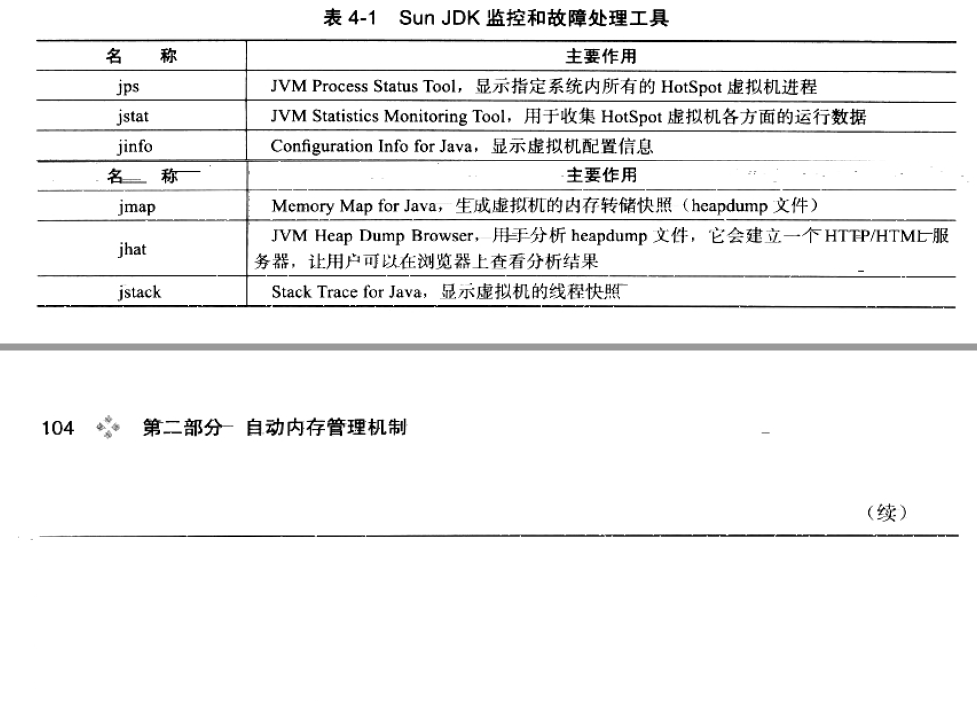 表 4-1 Sun JDK 监控和故障处理工具
名 称 主要作用
jps JVM Process Status Tool，显示指定系统内所有的 HotSpot 虚拟机进程
jstat JVM Statistics Monitoring Tool，用于收集 HotSpot 虚拟机各方面的运行数据
jinfo Configuration Info for Java，显示虚拟机配置信息
名 称 主要作用
jmap Memory Map for Java，生成虚拟机的内存转储快照（heapdump 文件）
jhat JVM Heap Dump Browser，用于分析 heapdump 文件，它会建立一个 HTTP/HTML 服
务器，让用户可以在浏览器上查看分析结果
jstack Stack Trace for Java，显示虚拟机的线程快照
104 第二部分 自动内存管理机制
（续）